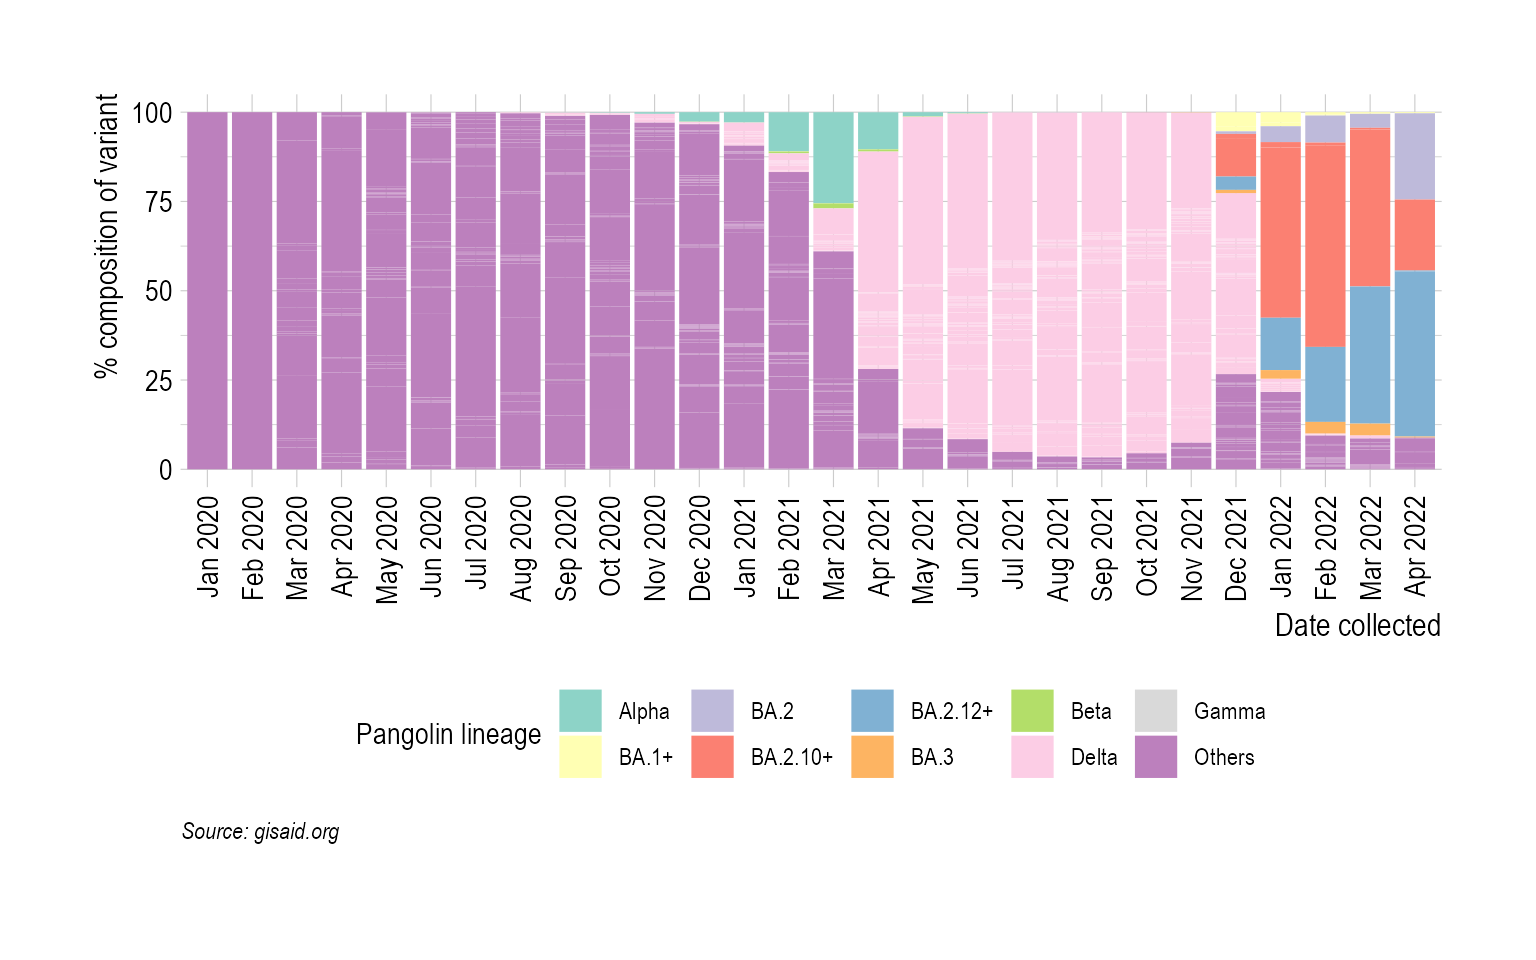 % composition of variant
100
75
50
25
0
Jan 2020
Feb 2020
Mar 2020
Apr 2020
May 2020
Jun 2020
Jul 2020
Aug 2020
Sep 2020
Oct 2020
Nov 2020
Dec 2020
Jan 2021
Feb 2021
Mar 2021
Apr 2021
May 2021
Jun 2021
Jul 2021
Aug 2021
Sep 2021
Oct 2021
Nov 2021
Dec 2021
Jan 2022
Feb 2022
Mar 2022
Apr 2022
Date collected
Pangolin lineage
Alpha
BA.1+
BA.2
BA.2.10+
BA.2.12+
BA.3
Beta
Delta
Gamma
Others
Source: gisaid.org